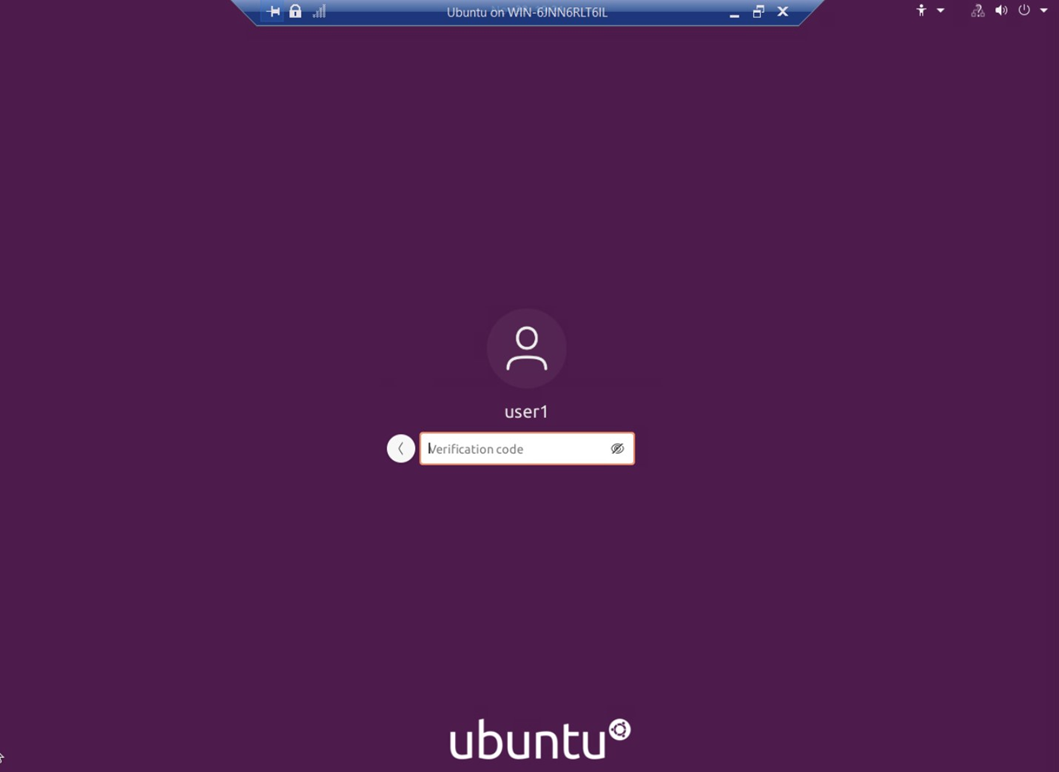 Ubuntu on WIN-6JNN6RLT6IL
user1
Verification code
ubuntu